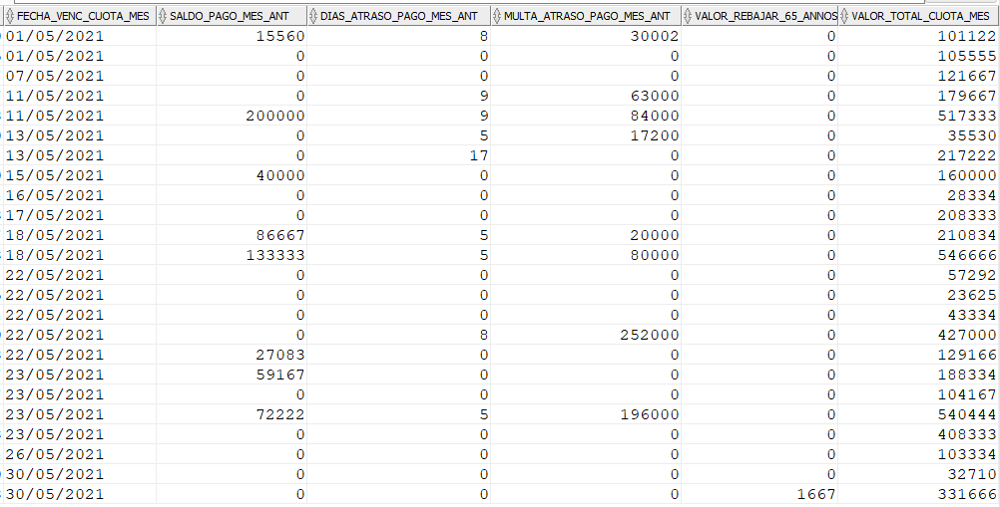 FECHA_VENC_CUOTA_MES SALDO_PAGO_MES_ANT DIAS_ATRASO_PAGO_MES_ANT MULTA_ATRASO_PAGO_MES_ANT VALOR_REBAJAR_65_ANNOS VALOR_TOTAL_CUOTA_MES
01/05/2021 15560 8 30002 0 101122
01/05/2021 0 0 0 0 105555
07/05/2021 0 0 0 0 121667
11/05/2021 0 9 63000 0 179667
11/05/2021 200000 9 84000 0 517333
13/05/2021 0 5 17200 0 35530
13/05/2021 0 17 0 0 217222
15/05/2021 40000 0 0 0 160000
16/05/2021 0 0 0 0 28334
17/05/2021 0 0 0 0 208333
18/05/2021 86667 5 20000 0 210834
18/05/2021 133333 5 80000 0 546666
22/05/2021 0 0 0 0 57292
22/05/2021 0 0 0 0 23625
22/05/2021 0 0 0 0 43334
22/05/2021 0 8 252000 0 427000
22/05/2021 27083 0 0 0 129166
23/05/2021 59167 0 0 0 188334
23/05/2021 0 0 0 0 104167
23/05/2021 72222 5 196000 0 540444
23/05/2021 0 0 0 0 408333
26/05/2021 0 0 0 0 103334
30/05/2021 0 0 0 0 32710
30/05/2021 0 0 0 1667 331666